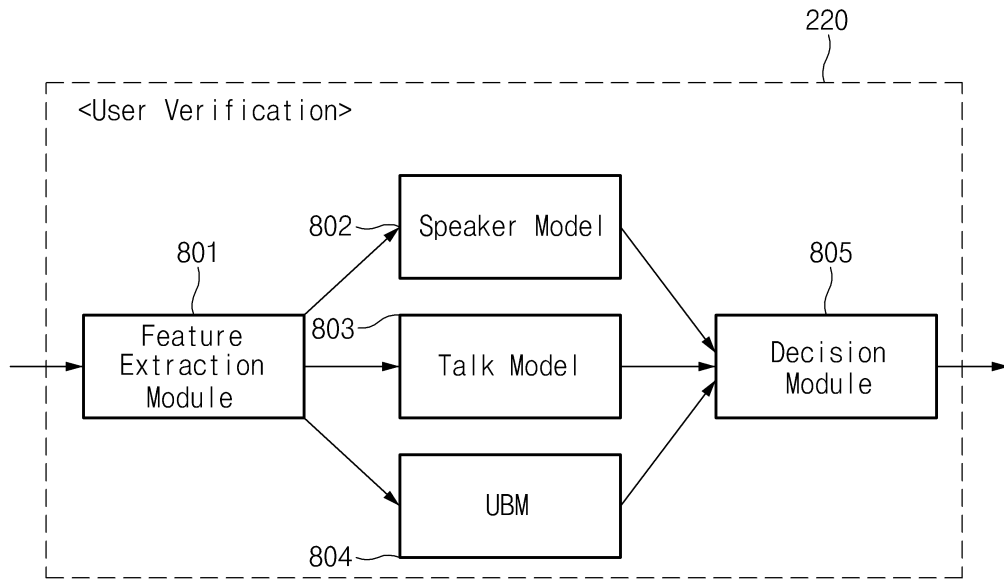 220
<User Verification>
802
Speaker Model
801
805
803
Feature
Extraction
Module
Talk Model
Decision
Module
UBM
804